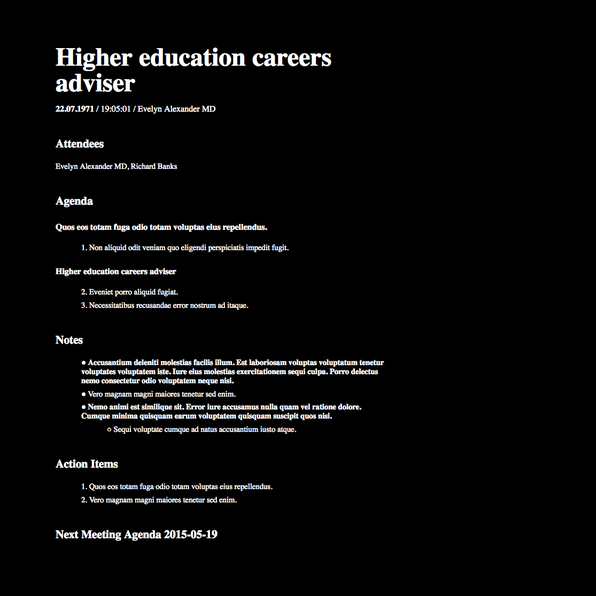 Higher education careers
adviser
22.07.1971 / 19:05:01 / Evelyn Alexander MD
Attendees
Evelyn Alexander MD, Richard Banks
Agenda
Quos eos totam fuga odio totam voluptas eius repellendus.
1. Non aliquid odit veniam quo eligendi perspiciatis impedit fugit.
Higher education careers adviser
2. Eveniet porro aliquid fugiat.
3. Necessitatibus recusandae error nostrum ad itaque.
Notes
● Accusantium deleniti molestias facilis illum. Est laboriosam voluptas voluptatum tenetur
voluptates voluptatem iste. Iure eius molestias exercitationem sequi culpa. Porro delectus
nemo consectetur odio voluptatem neque nisi.
● Vero magnam magni maiores tenetur sed enim.
● Nemo animi est similique sit. Error iure accusamus nulla quam vel ratione dolore.
Cumque minima quisquam earum voluptatem quisquam suscipit quos nisi.
○ Sequi voluptate cumque ad natus accusantium iusto atque.
Action Items
1. Quos eos totam fuga odio totam voluptas eius repellendus.
2. Vero magnam magni maiores tenetur sed enim.
Next Meeting Agenda 2015-05-19